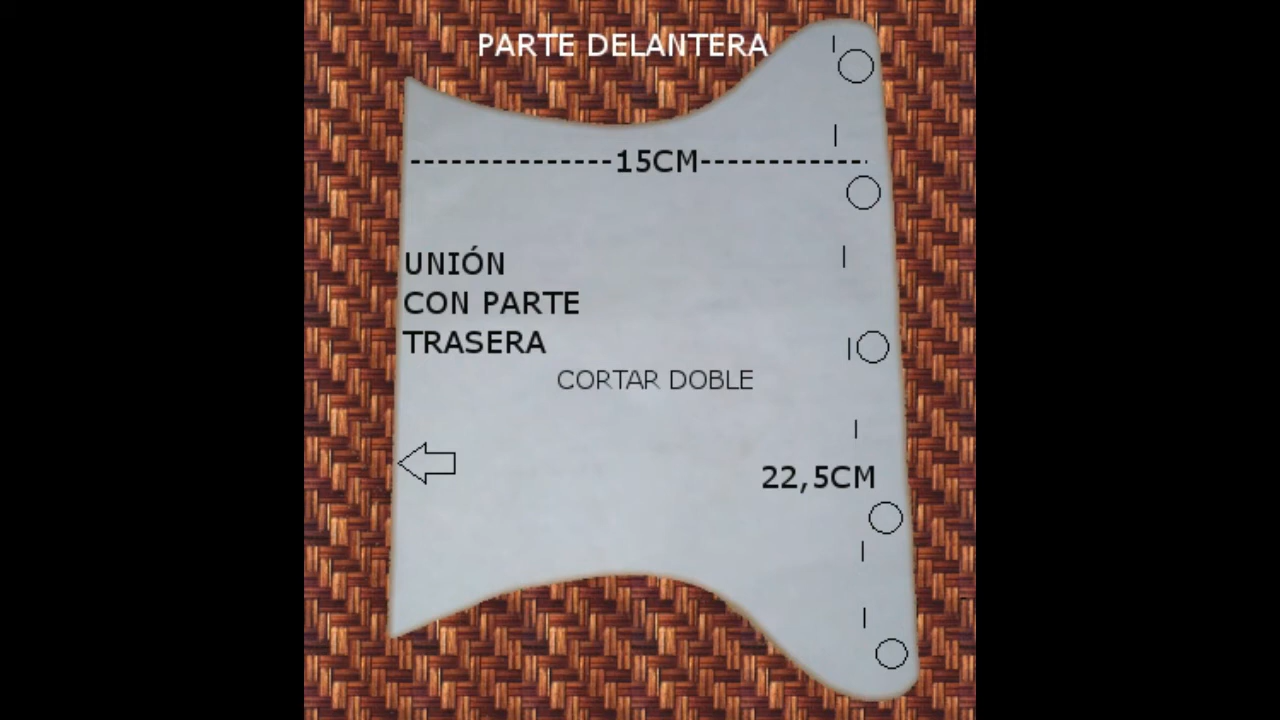 PARTE DELANTERA
---------------15CM------------
UNIÓN
CON PARTE
TRASERA
CORTAR DOBLE
22,5CM